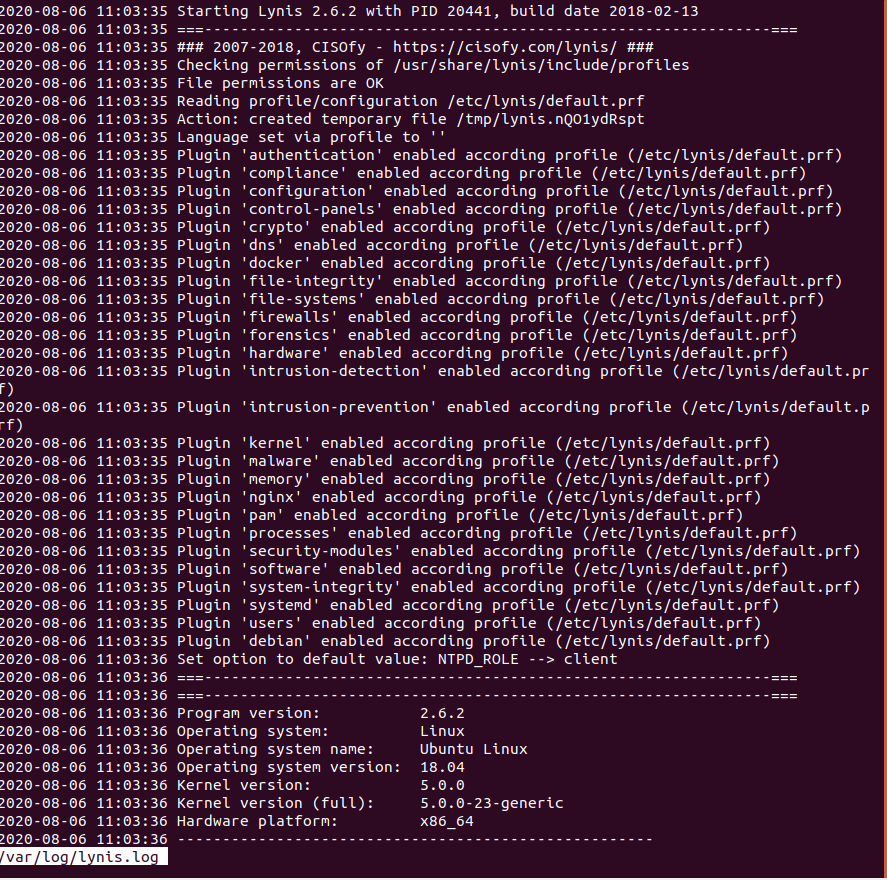 2020-08-06 11:03:35 Starting Lynis 2.6.2 with PID 20441, build date 2018-02-13
2020-08-06 11:03:35 ===---------------------------------------------------------------===
2020-08-06 11:03:35 ### 2007-2018, CISOfy - https://cisofy.com/lynis/ ###
2020-08-06 11:03:35 Checking permissions of /usr/share/lynis/include/profiles
2020-08-06 11:03:35 File permissions are OK
2020-08-06 11:03:35 Reading profile/configuration /etc/lynis/default.prf
2020-08-06 11:03:35 Action: created temporary file /tmp/lynis.nQO1ydRspt
2020-08-06 11:03:35 Language set via profile to ''
2020-08-06 11:03:35 Plugin 'authentication' enabled according profile (/etc/lynis/default.prf)
2020-08-06 11:03:35 Plugin 'compliance' enabled according profile (/etc/lynis/default.prf)
2020-08-06 11:03:35 Plugin 'configuration' enabled according profile (/etc/lynis/default.prf)
2020-08-06 11:03:35 Plugin 'control-panels' enabled according profile (/etc/lynis/default.prf)
2020-08-06 11:03:35 Plugin 'crypto' enabled according profile (/etc/lynis/default.prf)
2020-08-06 11:03:35 Plugin 'dns' enabled according profile (/etc/lynis/default.prf)
2020-08-06 11:03:35 Plugin 'docker' enabled according profile (/etc/lynis/default.prf)
2020-08-06 11:03:35 Plugin 'file-integrity' enabled according profile (/etc/lynis/default.prf)
2020-08-06 11:03:35 Plugin 'file-systems' enabled according profile (/etc/lynis/default.prf)
2020-08-06 11:03:35 Plugin 'firewalls' enabled according profile (/etc/lynis/default.prf)
2020-08-06 11:03:35 Plugin 'forensics' enabled according profile (/etc/lynis/default.prf)
2020-08-06 11:03:35 Plugin 'hardware' enabled according profile (/etc/lynis/default.prf)
2020-08-06 11:03:35 Plugin 'intrusion-detection' enabled according profile (/etc/lynis/default.pr
f)
2020-08-06 11:03:35 Plugin 'intrusion-prevention' enabled according profile (/etc/lynis/default.p
rf)
2020-08-06 11:03:35 Plugin 'kernel' enabled according profile (/etc/lynis/default.prf)
2020-08-06 11:03:35 Plugin 'malware' enabled according profile (/etc/lynis/default.prf)
2020-08-06 11:03:35 Plugin 'memory' enabled according profile (/etc/lynis/default.prf)
2020-08-06 11:03:35 Plugin 'nginx' enabled according profile (/etc/lynis/default.prf)
2020-08-06 11:03:35 Plugin 'pam' enabled according profile (/etc/lynis/default.prf)
2020-08-06 11:03:35 Plugin 'processes' enabled according profile (/etc/lynis/default.prf)
2020-08-06 11:03:35 Plugin 'security-modules' enabled according profile (/etc/lynis/default.prf)
2020-08-06 11:03:35 Plugin 'software' enabled according profile (/etc/lynis/default.prf)
2020-08-06 11:03:35 Plugin 'system-integrity' enabled according profile (/etc/lynis/default.prf)
2020-08-06 11:03:35 Plugin 'systemd' enabled according profile (/etc/lynis/default.prf)
2020-08-06 11:03:35 Plugin 'users' enabled according profile (/etc/lynis/default.prf)
2020-08-06 11:03:35 Plugin 'debian' enabled according profile (/etc/lynis/default.prf)
2020-08-06 11:03:36 Set option to default value: NTPD_ROLE --> client
2020-08-06 11:03:36 ===---------------------------------------------------------------===
2020-08-06 11:03:36 ===---------------------------------------------------------------===
2020-08-06 11:03:36 Program version:           2.6.2
2020-08-06 11:03:36 Operating system:          Linux
2020-08-06 11:03:36 Operating system name:     Ubuntu Linux
2020-08-06 11:03:36 Operating system version:  18.04
2020-08-06 11:03:36 Kernel version:            5.0.0
2020-08-06 11:03:36 Kernel version (full):     5.0.0-23-generic
2020-08-06 11:03:36 Hardware platform:         x86_64
2020-08-06 11:03:36 -----------------------------------------------------
/var/log/lynis.log